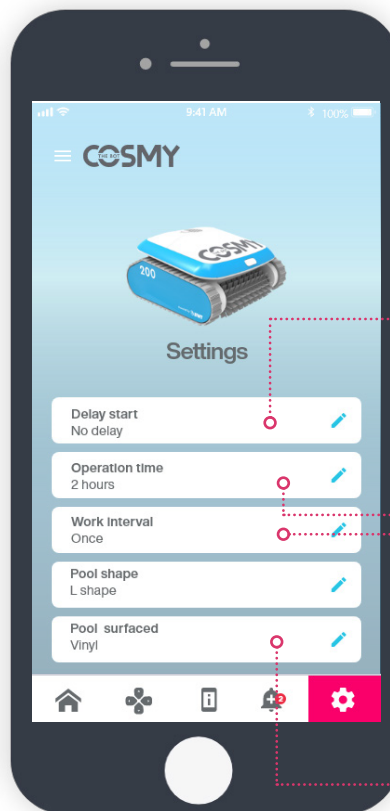 9:41 AM
100%
COSMY
THE BOT
COSMY
200
Settings
Delay start
No delay
Operation time
2 hours
Work interval
Once
Pool shape
L shape
Pool surfaced
Vinyl
2